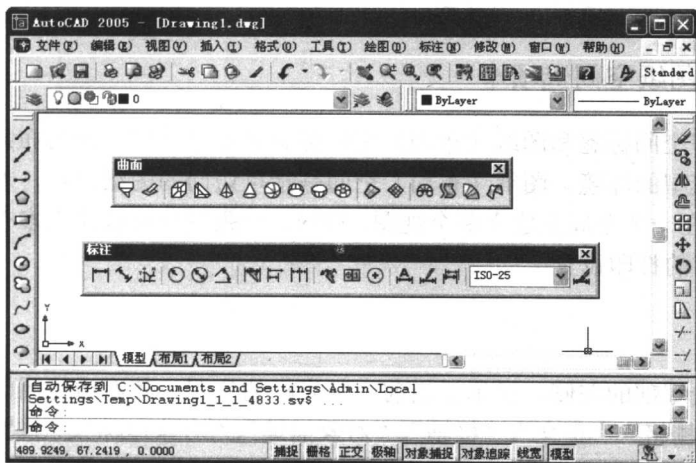 AutoCAD 2005 - [Drawing1.dwg]
文件(F) 编辑(E) 视图(V) 插入(I) 格式(O) 工具(T) 绘图(D) 标注(N) 修改(M) 窗口(W) 帮助(H)
Standard
0 ByLayer ByLayer
曲面
标注
ISO-25
Y
X
模型 布局1 布局2
自动保存到 C:\Documents and Settings\Admin\Local
Settings\Temp\Drawing1_1_1_4833.sv$ ...
命令:
命令:
489.9249, 67.2419 , 0.0000 捕捉 栅格 正交 极轴 对象捕捉 对象追踪 线宽 模型